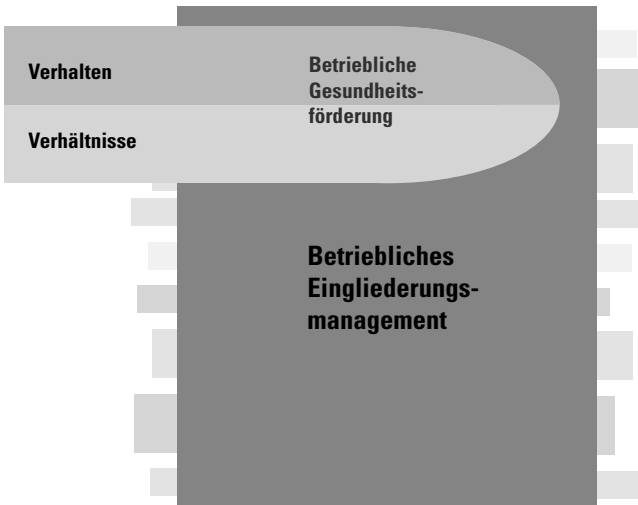 Verhalten
Betriebliche
Gesundheits-
förderung
Verhältnisse
Betriebliches
Eingliederungs-
management